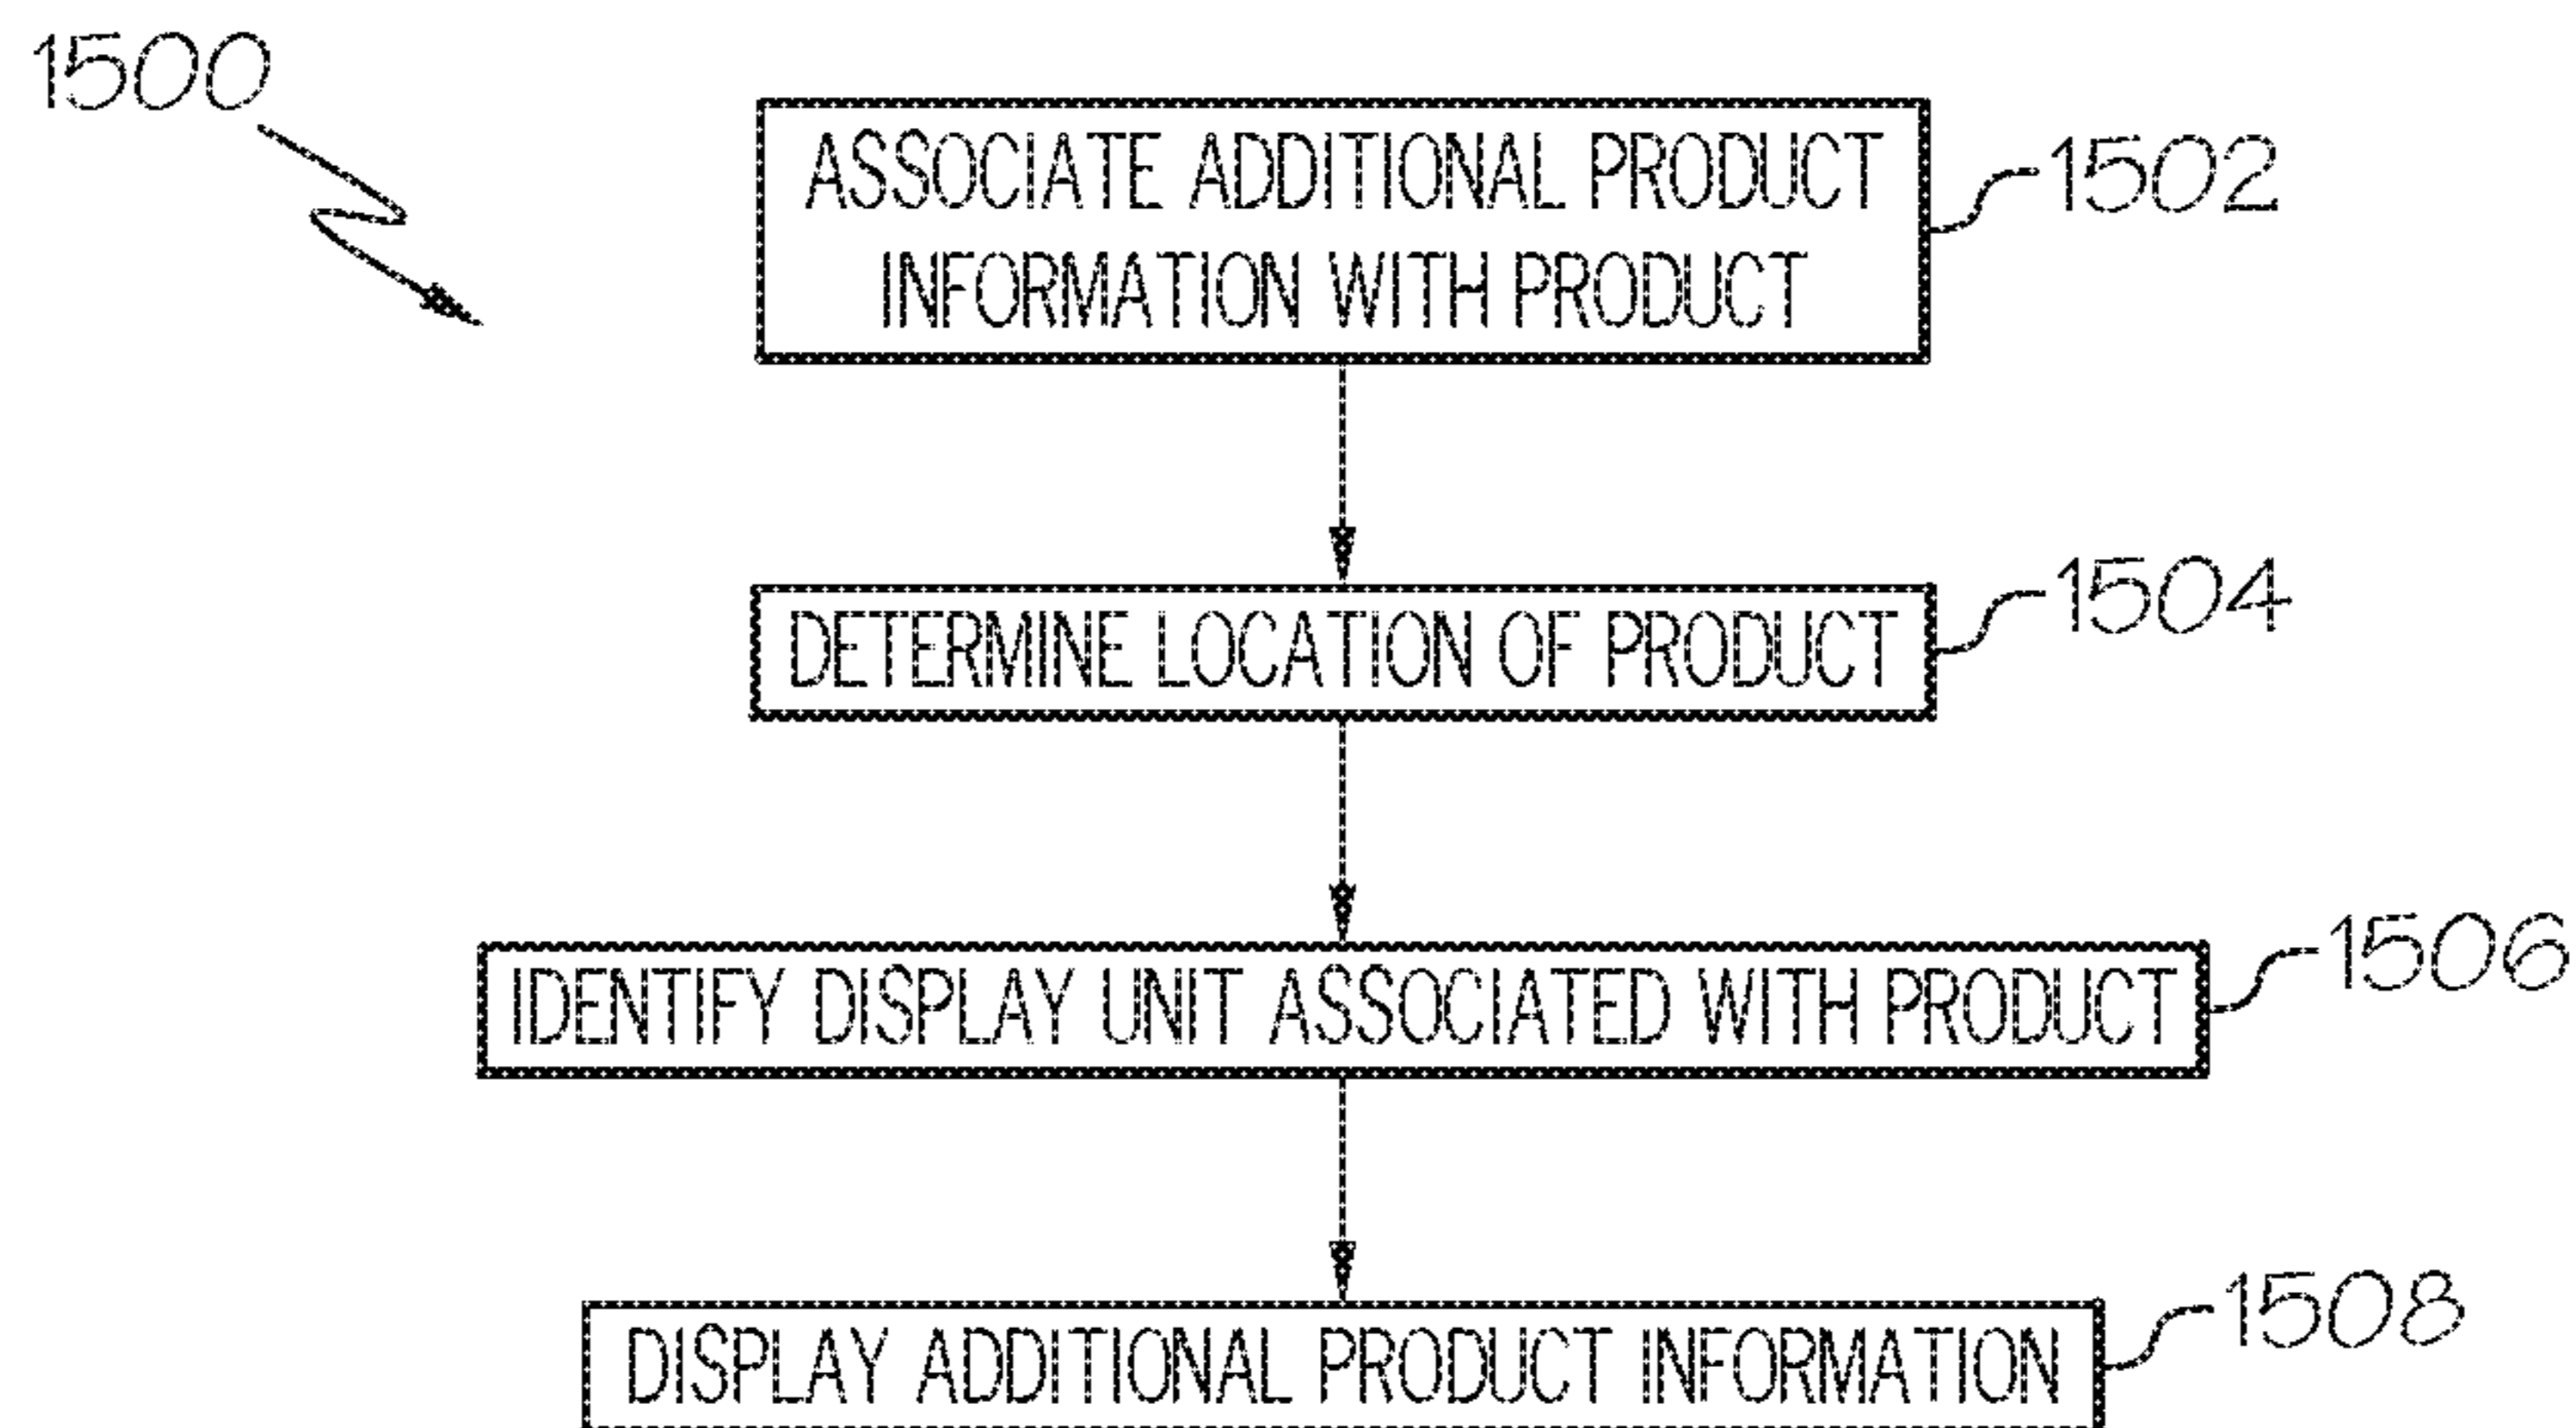 1500
ASSOCIATE ADDITIONAL PRODUCT
INFORMATION WITH PRODUCT
1502
DETERMINE LOCATION OF PRODUCT
1504
IDENTIFY DISPLAY UNIT ASSOCIATED WITH PRODUCT
1506
DISPLAY ADDITIONAL PRODUCT INFORMATION
1508